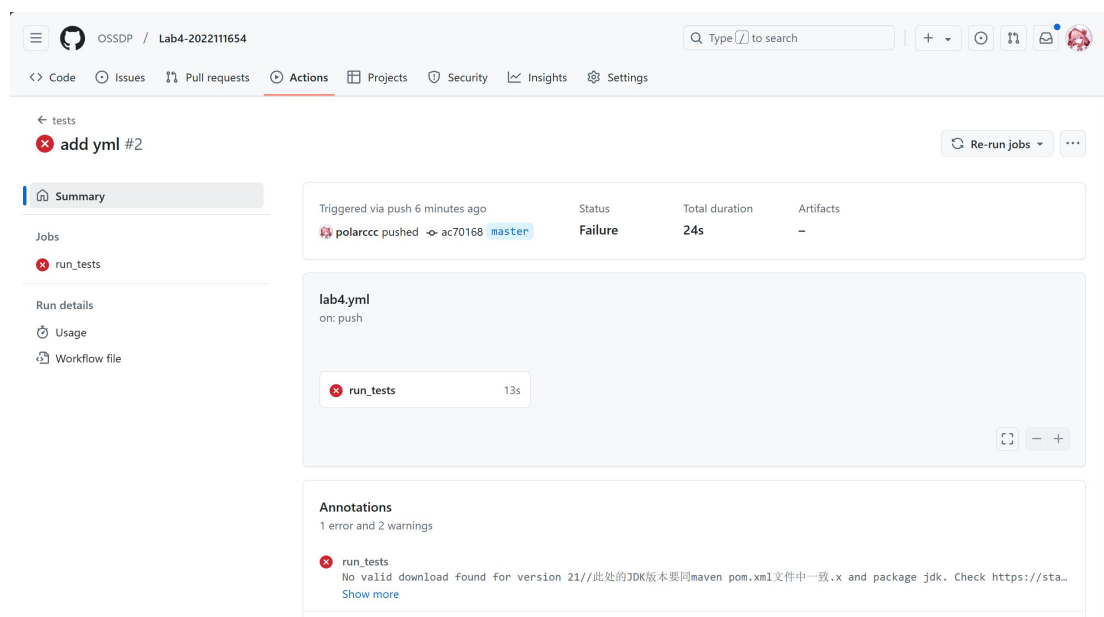 OSSDP / Lab4-2022111654
Type / to search
Code Issues Pull requests Actions Projects Security Insights Settings
tests
add yml #2
Re-run jobs
Summary
Jobs
run_tests
Run details
Usage
Workflow file
Triggered via push 6 minutes ago
polarccc pushed ac70168 master
Status
Failure
Total duration
24s
Artifacts
–
lab4.yml
on: push
run_tests 13s
Annotations
1 error and 2 warnings
run_tests
No valid download found for version 21//此处的JDK版本要同maven pom.xml文件中一致.x and package jdk. Check https://sta…
Show more